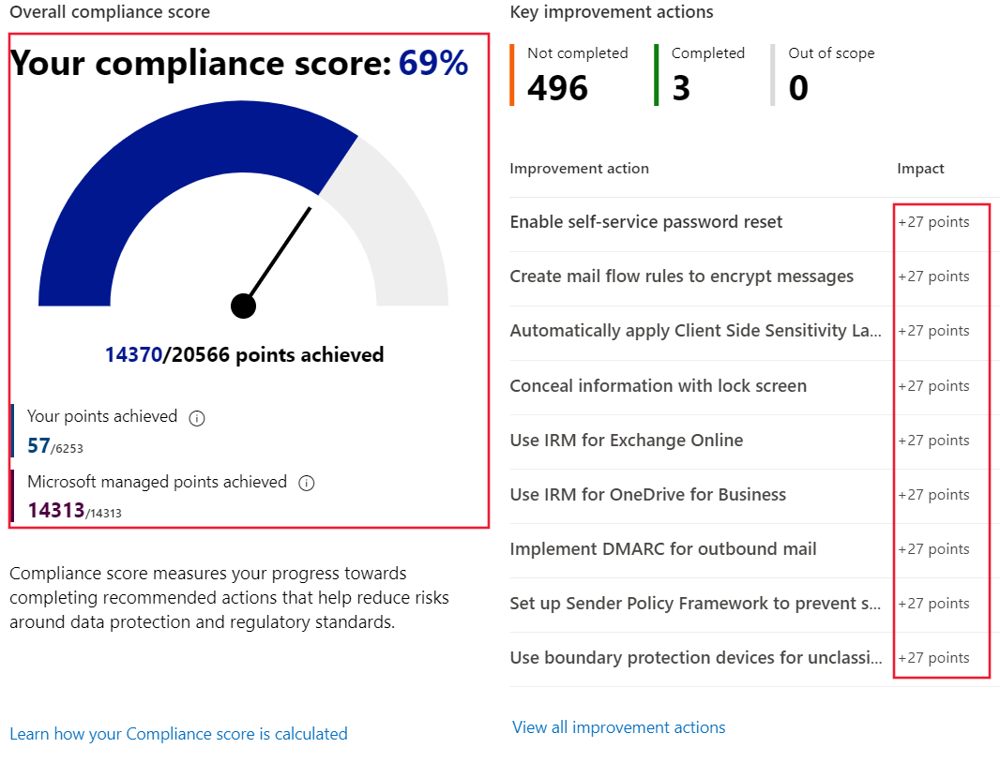 Overall compliance score
Your compliance score: 69%
14370/20566 points achieved
Your points achieved
57/6253
Microsoft managed points achieved
14313/14313
Compliance score measures your progress towards
completing recommended actions that help reduce risks
around data protection and regulatory standards.
Learn how your Compliance score is calculated
Key improvement actions
Not completed
496
Completed
3
Out of scope
0
Improvement action Impact
Enable self-service password reset +27 points
Create mail flow rules to encrypt messages +27 points
Automatically apply Client Side Sensitivity La... +27 points
Conceal information with lock screen +27 points
Use IRM for Exchange Online +27 points
Use IRM for OneDrive for Business +27 points
Implement DMARC for outbound mail +27 points
Set up Sender Policy Framework to prevent s... +27 points
Use boundary protection devices for unclassi... +27 points
View all improvement actions